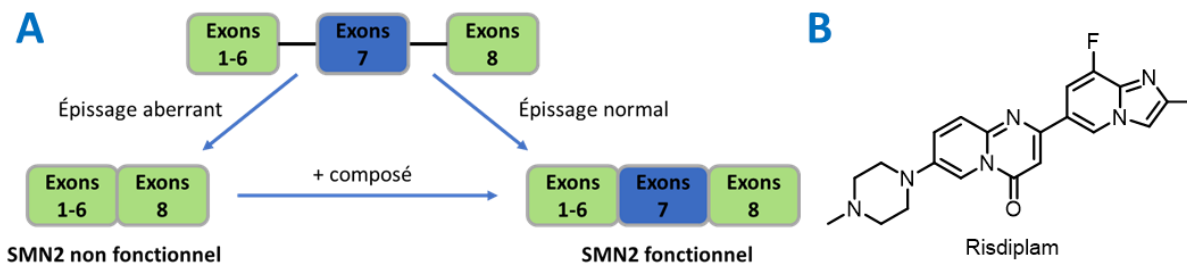 A
Exons
1-6
Exons
7
Exons
8
Épissage aberrant
Épissage normal
Exons
1-6
Exons
8
+ composé
Exons
1-6
Exons
7
Exons
8
SMN2 non fonctionnel
SMN2 fonctionnel
B
F
N
N
N
N
N
N
O
Risdiplam